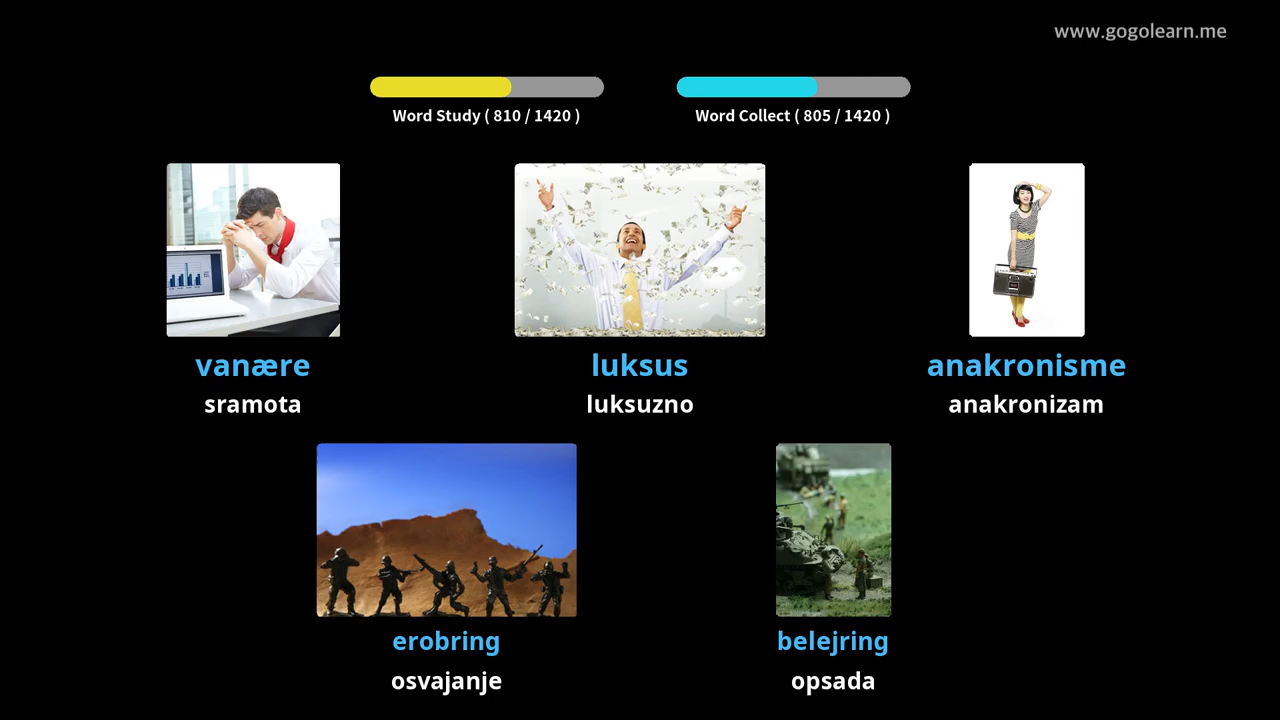 www.gogolearn.me
Word Study ( 810 / 1420 )
Word Collect ( 805 / 1420 )
vanære
sramota
luksus
luksuzno
anakronisme
anakronizam
erobring
osvajanje
belejring
opsada